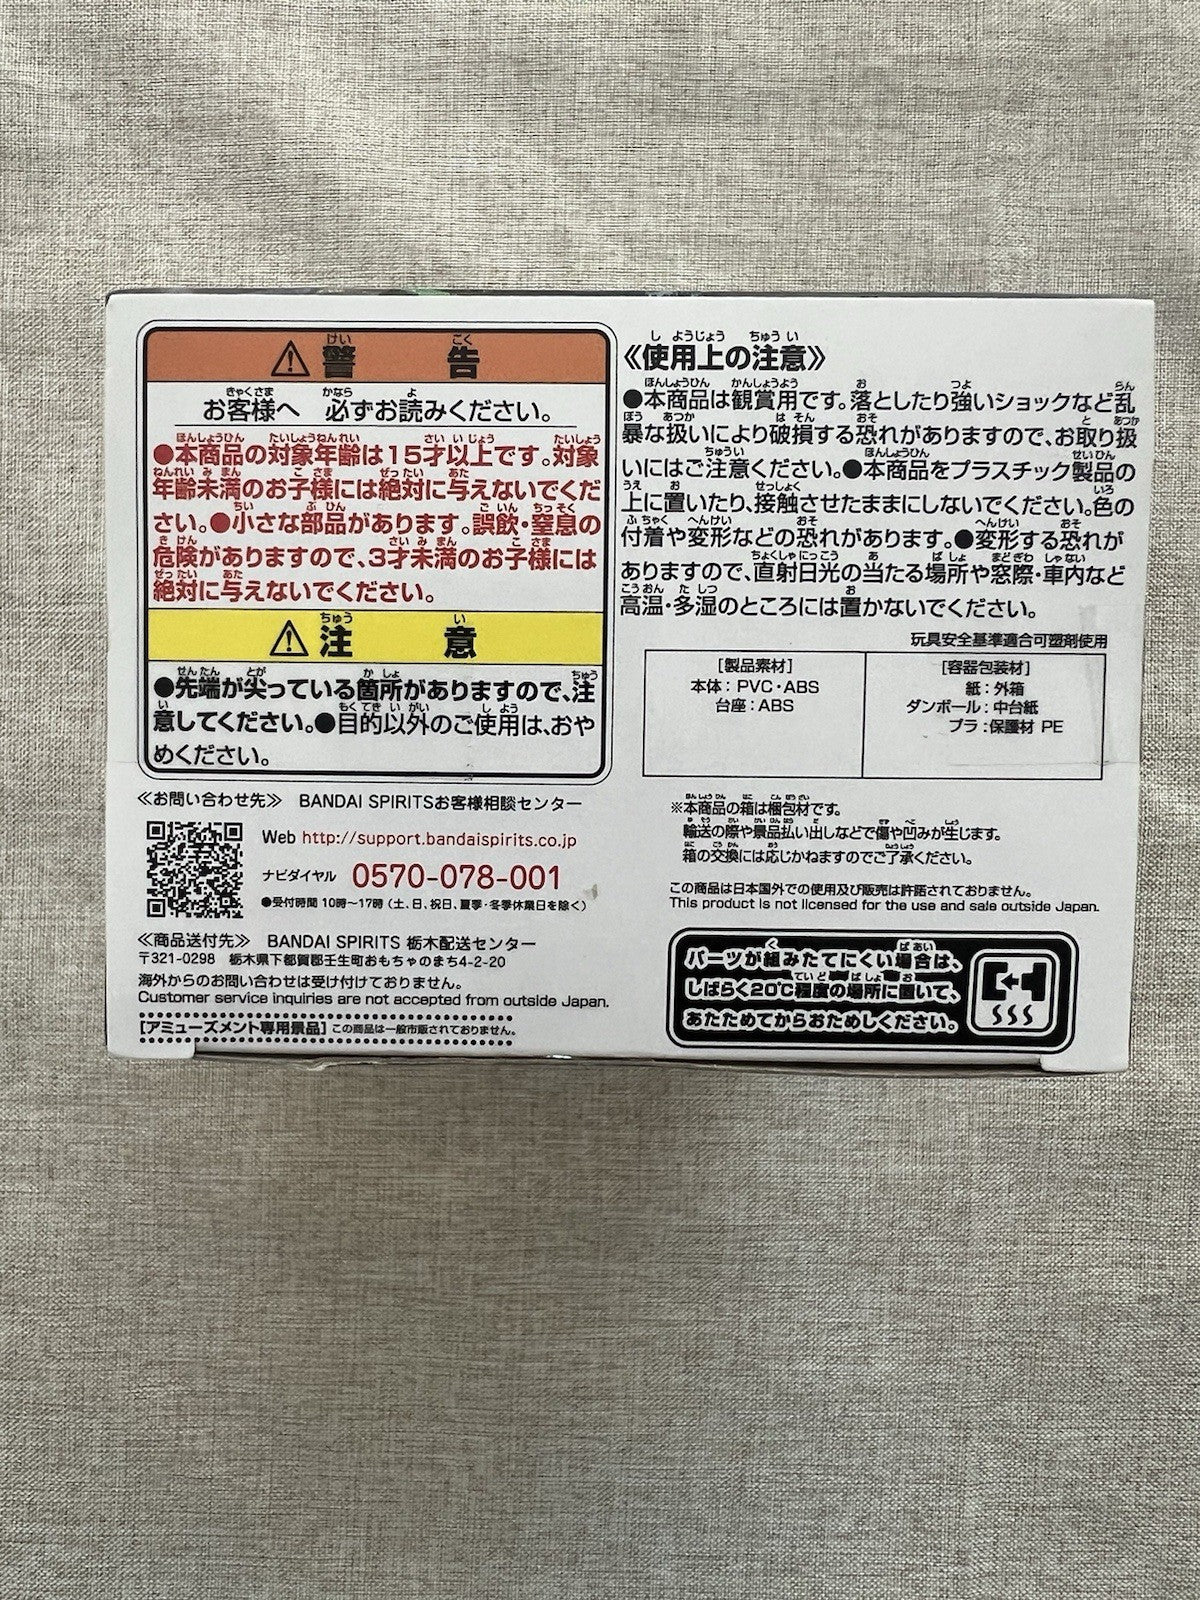 ⚠警告
お客様へ 必ずお読みください。
●本商品の対象年齢は15才以上です。対象
年齢未満のお子様には絶対に与えないでくだ
さい。●小さな部品があります。誤飲・窒息の
危険がありますので、3才未満のお子様には
絶対に与えないでください。
⚠注意
●先端が尖っている箇所がありますので、注
意してください。●目的以外のご使用は、おや
めください。
≪お問い合わせ先≫ BANDAI SPIRITSお客様相談センター
Web http://support.bandaispirits.co.jp
ナビダイヤル 0570-078-001
●受付時間 10時〜17時（土、日、祝日、夏季・冬季休業日を除く）
≪商品送付先≫ BANDAI SPIRITS 栃木配送センター
〒321-0298 栃木県下都賀郡壬生町おもちゃのまち4-2-20
海外からのお問い合わせは受け付けておりません。
Customer service inquiries are not accepted from outside Japan.
【アミューズメント専用景品】この商品は一般市販されておりません。
≪使用上の注意≫
●本商品は観賞用です。落としたり強いショックなど乱
暴な扱いにより破損する恐れがありますので、お取り扱
いにはご注意ください。●本商品をプラスチック製品の
上に置いたり、接触させたままにしないでください。色の
付着や変形などの恐れがあります。●変形する恐れが
ありますので、直射日光の当たる場所や窓際・車内など
高温・多湿のところには置かないでください。
玩具安全基準適合可塑剤使用
［製品素材］
本体：PVC・ABS
台座：ABS
［容器包装材］
紙：外箱
ダンボール：中台紙
プラ：保護材 PE
※本商品の箱は梱包材です。
輸送の際や景品払い出しなどで傷や凹みが生じます。
箱の交換には応じかねますのでご了承ください。
この商品は日本国外での使用及び販売は許諾されておりません。
This product is not licensed for the use and sale outside Japan.
パーツが組みたてにくい場合は、
しばらく20℃程度の場所に置いて、
あたためてからおためしください。